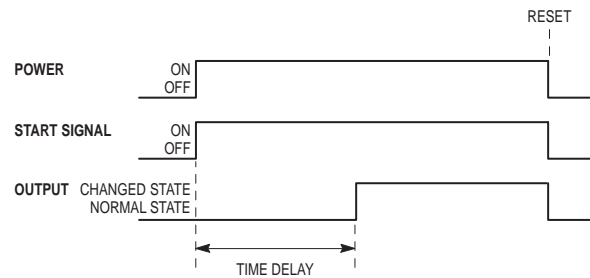 RESET
POWER ON
OFF
START SIGNAL ON
OFF
OUTPUT CHANGED STATE
NORMAL STATE
TIME DELAY